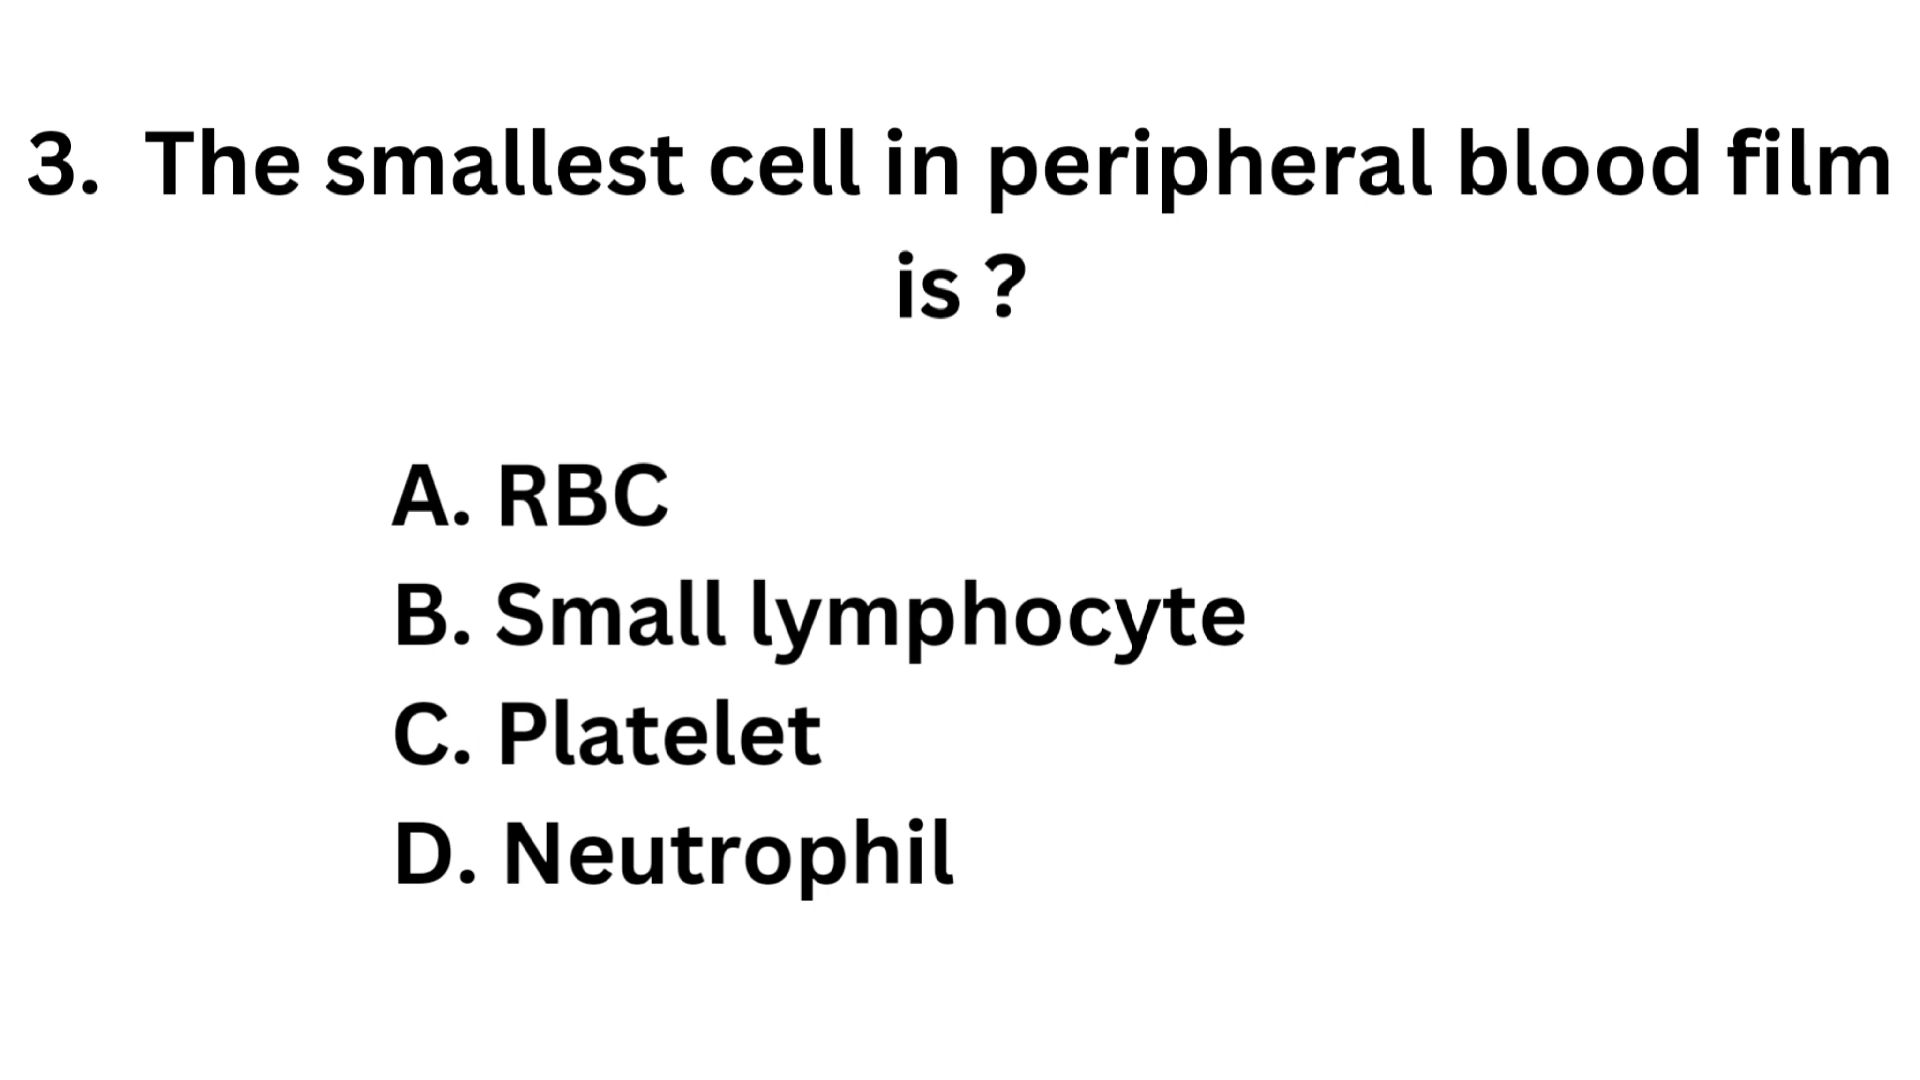 3. The smallest cell in peripheral blood film
is ?
A. RBC
B. Small lymphocyte
C. Platelet
D. Neutrophil